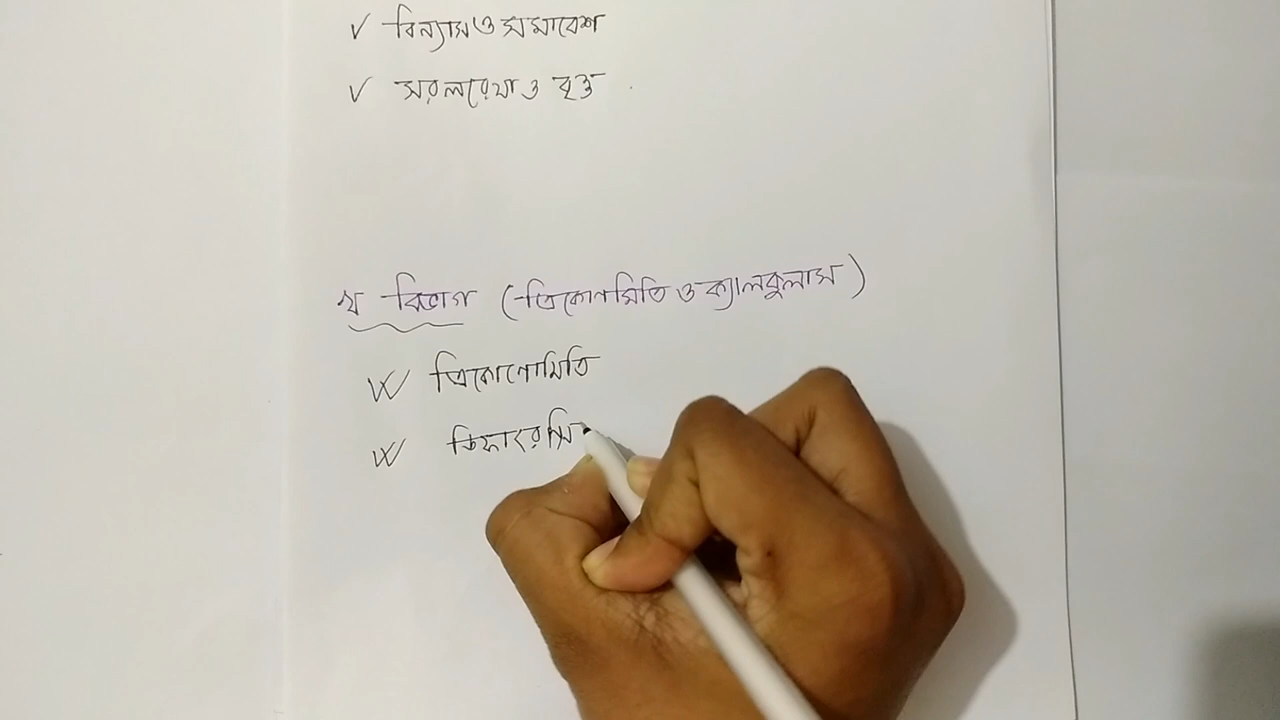 ✓ বিন্যাস ও সমাবেশ
✓ সরলরেখা ও বৃত্ত
খ বিভাগ (ত্রিকোণমিতি ও ক্যালকুলাস)
ত্রিকোণোমিতি